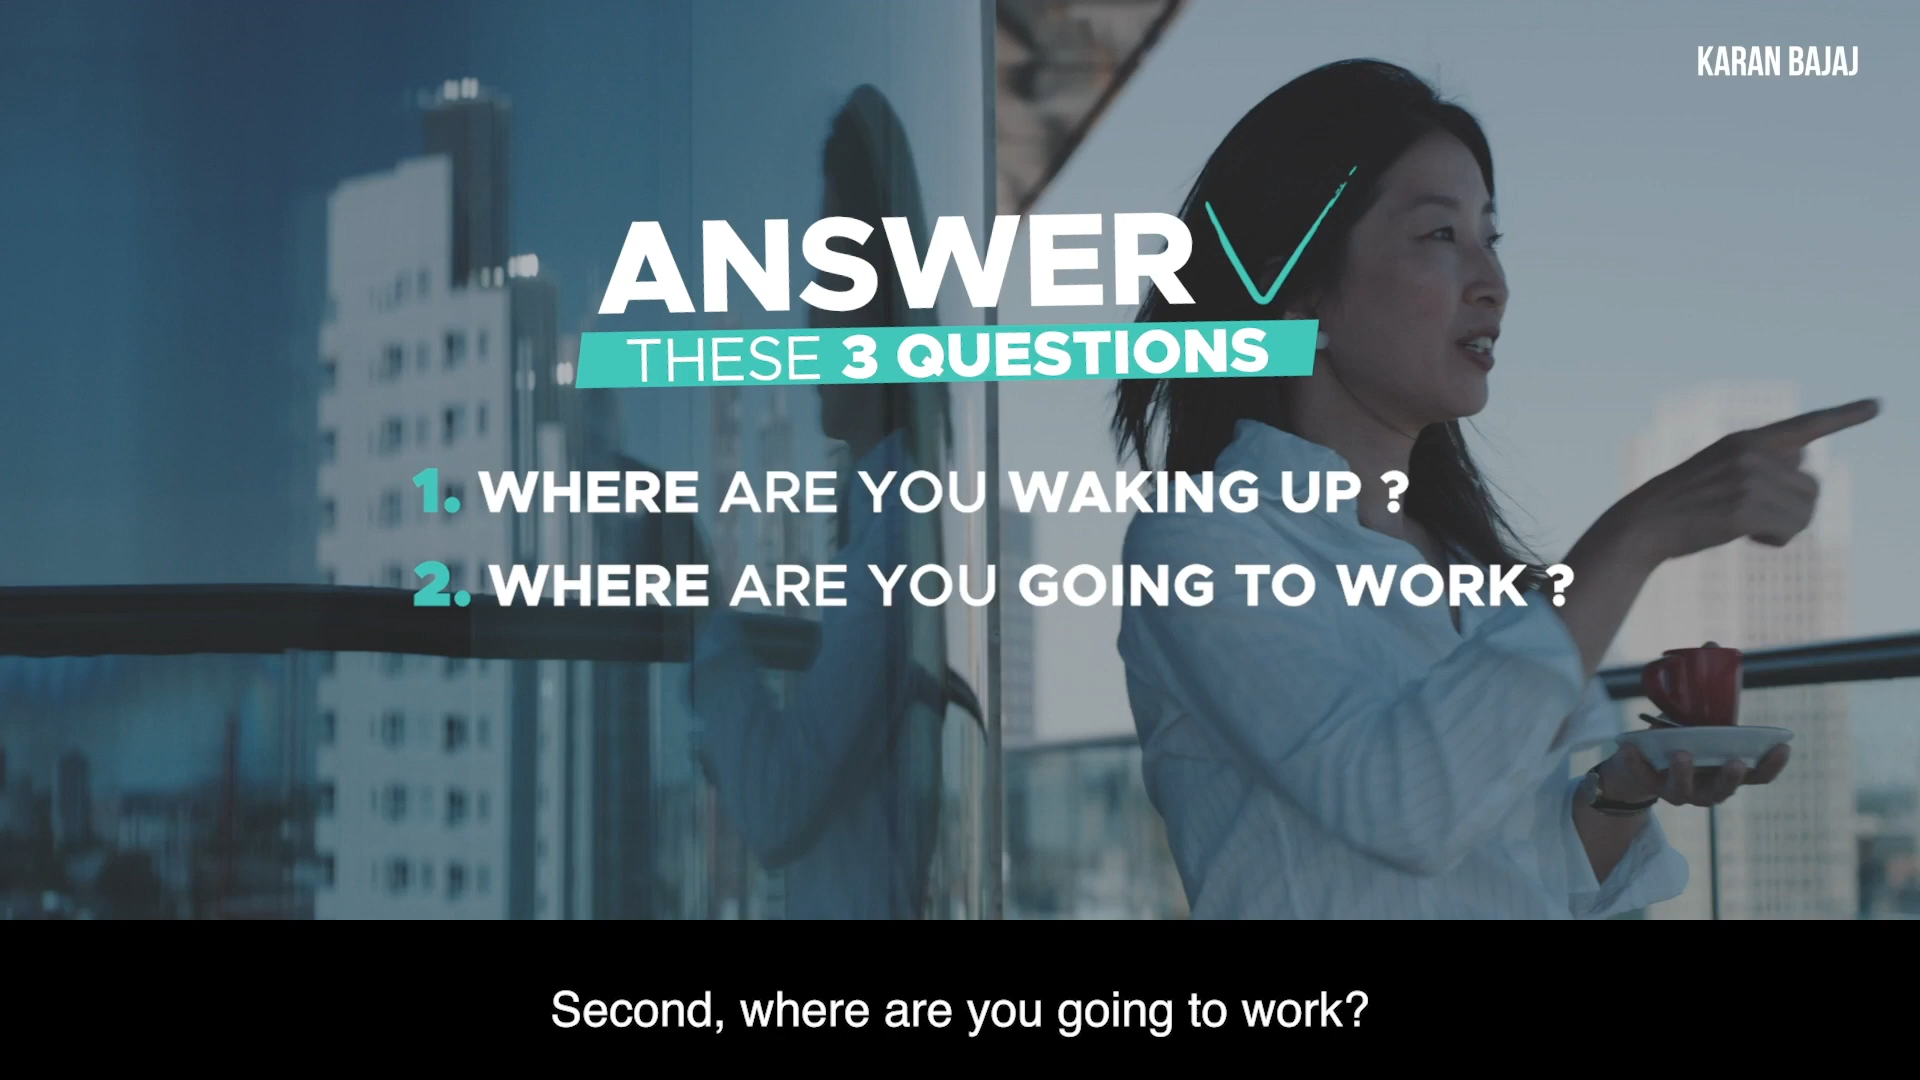 KARAN BAJAJ
ANSWER
THESE 3 QUESTIONS
1. WHERE ARE YOU WAKING UP ?
2. WHERE ARE YOU GOING TO WORK ?
Second, where are you going to work?